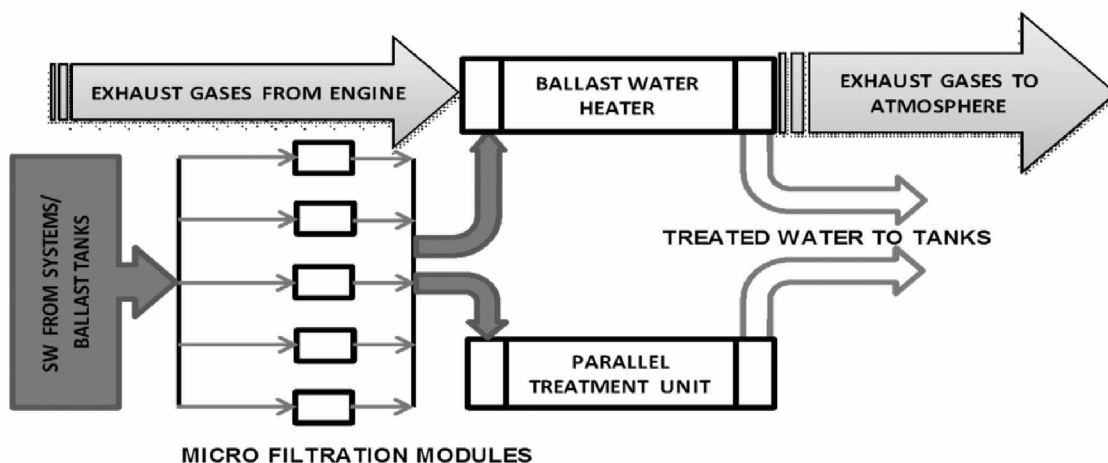 EXHAUST GASES FROM ENGINE
BALLAST WATER
HEATER
EXHAUST GASES TO
ATMOSPHERE
SW FROM SYSTEMS/
BALLAST TANKS
TREATED WATER TO TANKS
PARALLEL
TREATMENT UNIT
MICRO FILTRATION MODULES